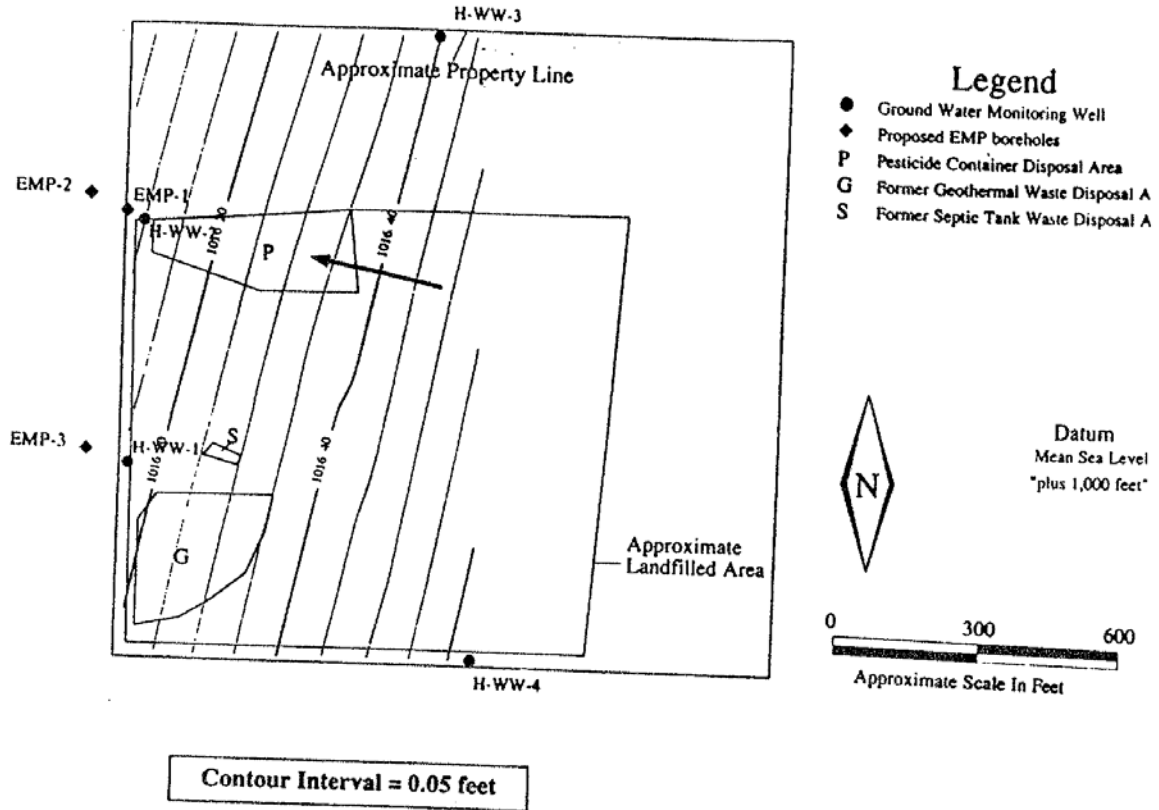 H-WW-3
Approximate Property Line
Legend
Ground Water Monitoring Well
Proposed EMP boreholes
P Pesticide Container Disposal Area
G Former Geothermal Waste Disposal A
S Former Septic Tank Waste Disposal A
EMP-2
EMP-1
1016 20
1016 40
P
EMP-3
H-WW-1
S
1016 40
G
N
Datum
Mean Sea Level
"plus 1,000 feet"
Approximate
Landfilled Area
0 300 600
Approximate Scale In Feet
H-WW-4
Contour Interval = 0.05 feet